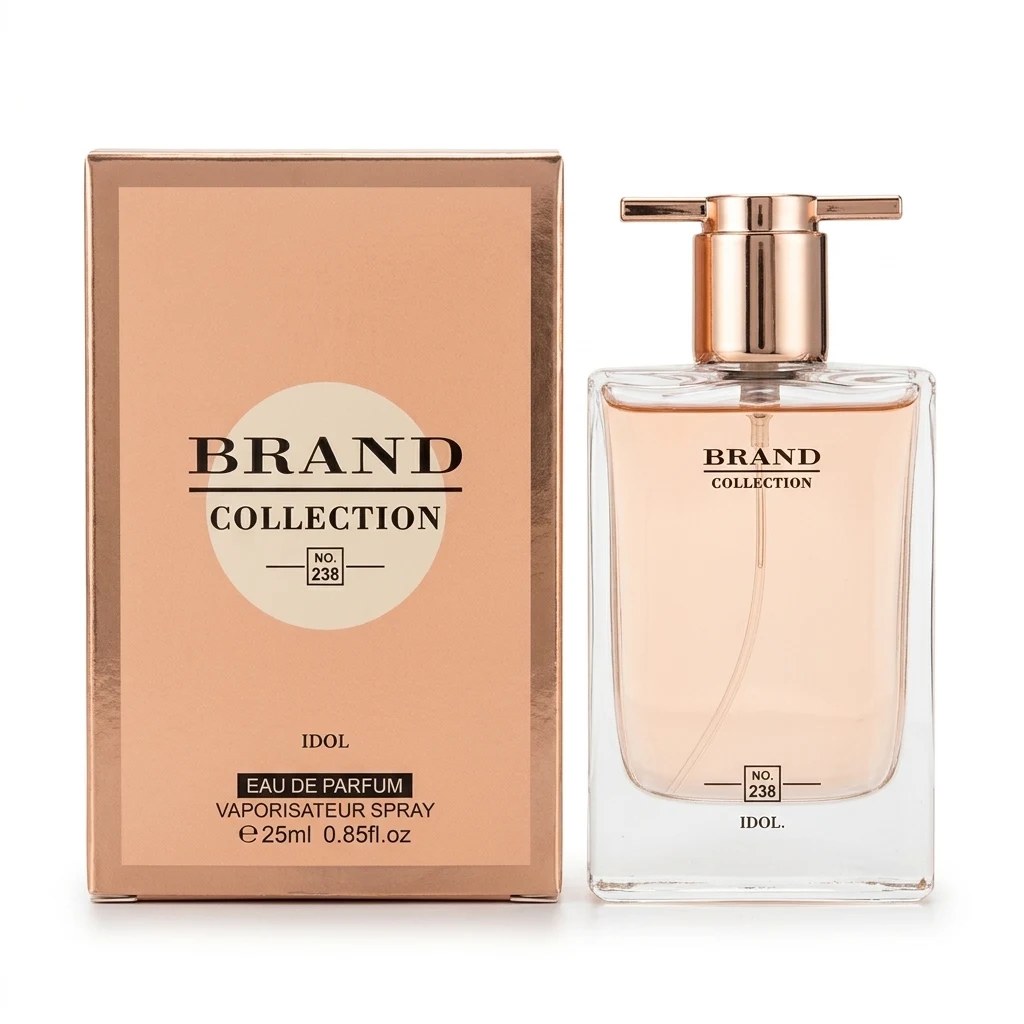 BRAND
COLLECTION
NO.
238
IDOL
EAU DE PARFUM
VAPORISATEUR SPRAY
℮25ml 0.85fl.oz
BRAND
COLLECTION
NO.
238
IDOL.